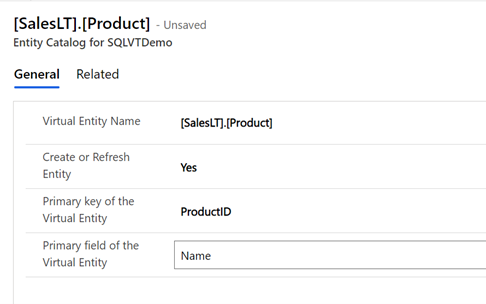 [SalesLT].[Product] - Unsaved
Entity Catalog for SQLVTDemo
General Related
Virtual Entity Name [SalesLT].[Product]
Create or Refresh
Entity Yes
Primary key of the
Virtual Entity ProductID
Primary field of the
Virtual Entity Name